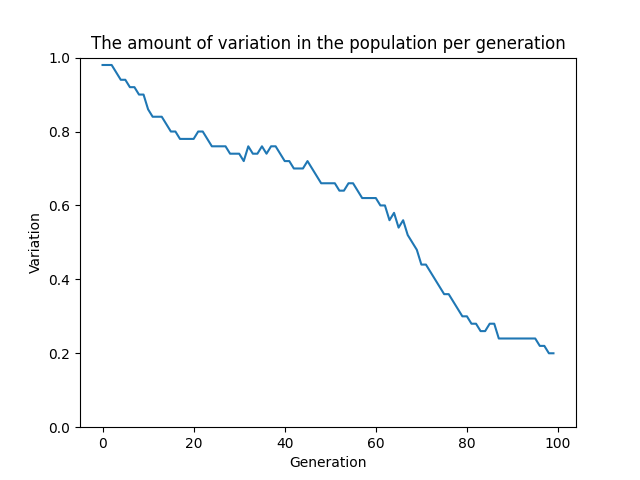 The amount of variation in the population per generation
1.0
0.8
0.6
0.4
0.2
0.0
Variation
0 20 40 60 80 100
Generation